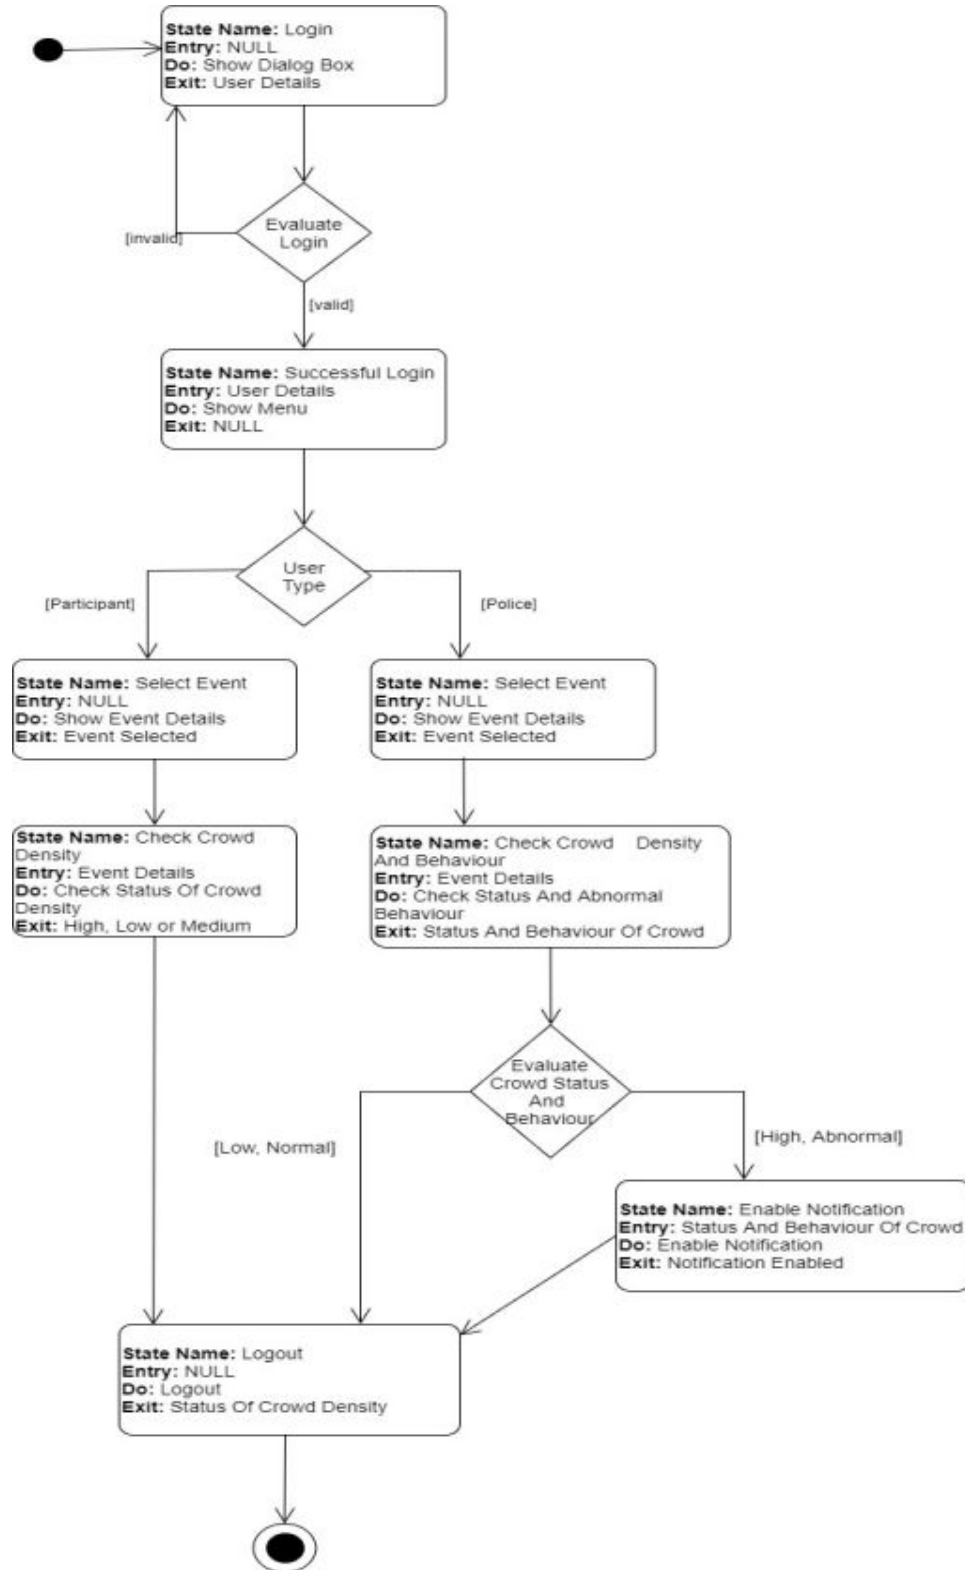 State Name: Login
Entry: NULL
Do: Show Dialog Box
Exit: User Details
Evaluate
Login
[invalid]
[valid]
State Name: Successful Login
Entry: User Details
Do: Show Menu
Exit: NULL
User
Type
[Participant]
[Police]
State Name: Select Event
Entry: NULL
Do: Show Event Details
Exit: Event Selected
State Name: Select Event
Entry: NULL
Do: Show Event Details
Exit: Event Selected
State Name: Check Crowd
Density
Entry: Event Details
Do: Check Status Of Crowd
Density
Exit: High, Low or Medium
State Name: Check Crowd Density
And Behaviour
Entry: Event Details
Do: Check Status And Abnormal
Behaviour
Exit: Status And Behaviour Of Crowd
Evaluate
Crowd Status
And
Behaviour
[Low, Normal]
[High, Abnormal]
State Name: Enable Notification
Entry: Status And Behaviour Of Crowd
Do: Enable Notification
Exit: Notification Enabled
State Name: Logout
Entry: NULL
Do: Logout
Exit: Status Of Crowd Density